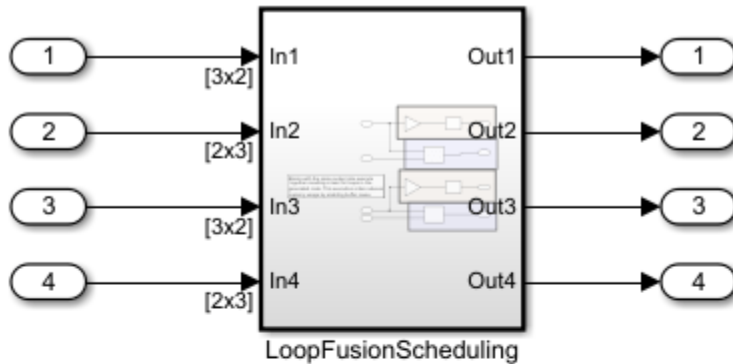 1 In1 Out1 1
[3x2]
2 In2 Out2 2
[2x3]
3 In3 Out3 3
[3x2]
4 In4 Out4 4
[2x3]
LoopFusionScheduling